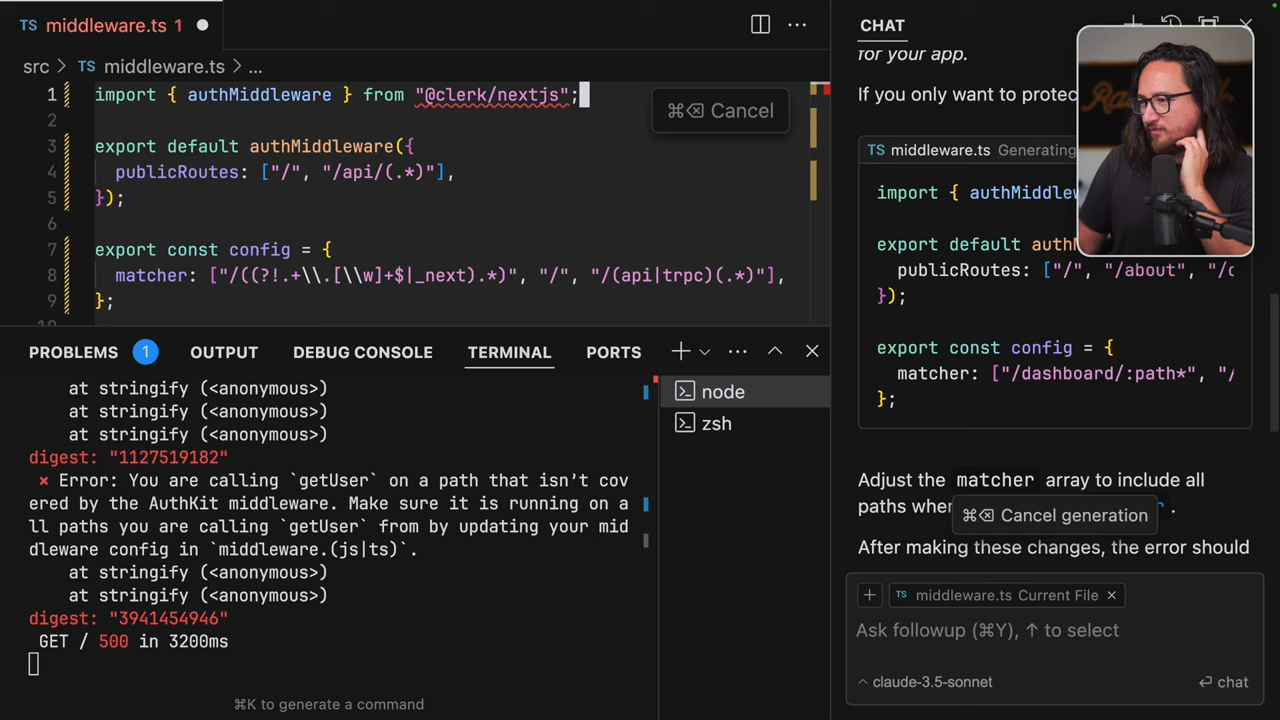 TS middleware.ts 1
src > TS middleware.ts > ...
1 import { authMiddleware } from "@clerk/nextjs";
⌘⌫ Cancel
2
3 export default authMiddleware({
4 publicRoutes: ["/", "/api/(.*)"],
5 });
6
7 export const config = {
8 matcher: ["/((?!.+\\.[\\w]+$|_next).*)", "/", "/(api|trpc)(.*)"],
9 };
10
PROBLEMS 1 OUTPUT DEBUG CONSOLE TERMINAL PORTS
at stringify (<anonymous>)
at stringify (<anonymous>)
at stringify (<anonymous>)
digest: "1127519182"
⨯ Error: You are calling `getUser` on a path that isn’t cov
ered by the AuthKit middleware. Make sure it is running on a
ll paths you are calling `getUser` from by updating your mid
dleware config in `middleware.(js|ts)`.
at stringify (<anonymous>)
at stringify (<anonymous>)
digest: "3941454946"
GET / 500 in 3200ms
⌘K to generate a command
node
zsh
CHAT
for your app.
If you only want to protec
TS middleware.ts Generating
import { authMiddlew
export default auth
publicRoutes: ["/", "/about", "/c
});
export const config = {
matcher: ["/dashboard/:path*", "/
};
Adjust the matcher array to include all
paths wher
⌘⌫ Cancel generation
After making these changes, the error should
TS middleware.ts Current File
Ask followup (⌘Y), ↑ to select
claude-3.5-sonnet
chat